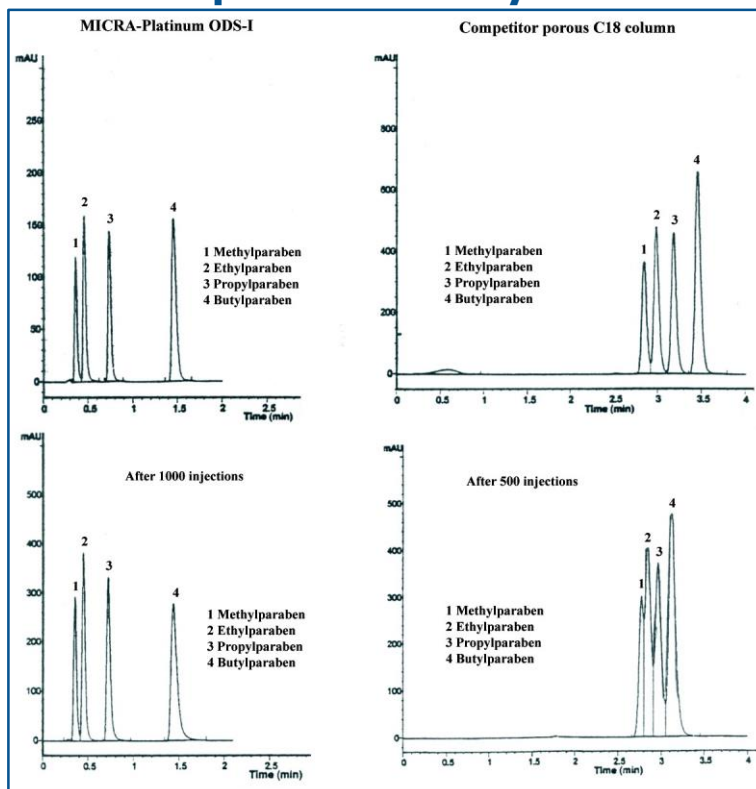 MICRA-Platinum ODS-I
mAU
250
200
150
100
50
0
1
2
3
4
1 Methylparaben
2 Ethylparaben
3 Propylparaben
4 Butylparaben
0
0.5
1
1.5
2
2.5
Time (min)
Competitor porous C18 column
mAU
800
600
400
200
0
1
2
3
4
1 Methylparaben
2 Ethylparaben
3 Propylparaben
4 Butylparaben
0
0.5
1
1.5
2
2.5
3
3.5
4
Time (min)
mAU
After 1000 injections
500
400
300
200
100
0
1
2
3
4
1 Methylparaben
2 Ethylparaben
3 Propylparaben
4 Butylparaben
0
0.5
1
1.5
2
2.5
Time (min)
mAU
After 500 injections
500
400
300
200
100
0
1
2
3
4
1 Methylparaben
2 Ethylparaben
3 Propylparaben
4 Butylparaben
0
0.5
1
1.5
2
2.5
3
3.5
4
Time (min)